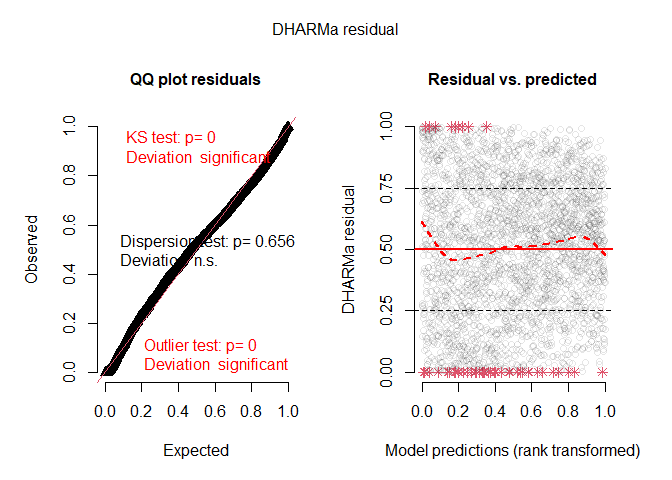 DHARMa residual
QQ plot residuals
KS test: p= 0
Deviation significant
Dispersion test: p= 0.656
Deviation n.s.
Outlier test: p= 0
Deviation significant
Observed
0.0 0.2 0.4 0.6 0.8 1.0
0.0 0.2 0.4 0.6 0.8 1.0
Expected
Residual vs. predicted
DHARMa residual
0.00 0.25 0.50 0.75 1.00
0.0 0.2 0.4 0.6 0.8 1.0
Model predictions (rank transformed)